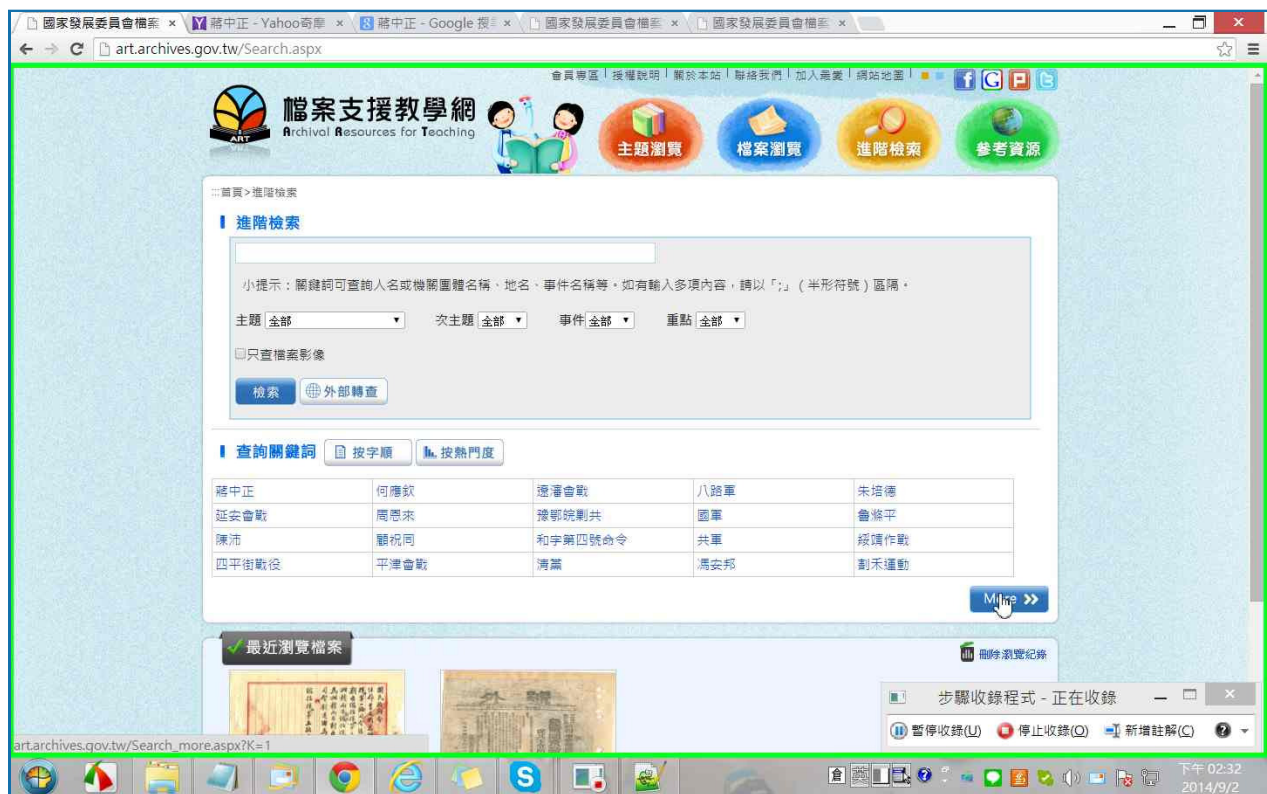 國家發展委員會檔案 蔣中正 - Yahoo奇摩 蔣中正 - Google 搜 國家發展委員會檔案 國家發展委員會檔案
art.archives.gov.tw/Search.aspx
會員專區 授權說明 關於本站 聯絡我們 加入最愛 網站地圖
檔案支援教學網
Archival Resources for Teaching
ART
主題瀏覽 檔案瀏覽 進階檢索 參考資源
:::首頁>進階檢索
進階檢索
小提示：關鍵詞可查詢人名或機關團體名稱、地名、事件名稱等。如有輸入多項內容，請以「;」(半形符號)區隔。
主題 全部 次主題 全部 事件 全部 重點 全部
只查檔案影像
檢索 外部轉查
查詢關鍵詞 按字順 按熱門度
蔣中正 何應欽 遼瀋會戰 八路軍 朱培德
延安會戰 周恩來 豫鄂皖剿共 國軍 魯滌平
陳沛 顧祝同 和字第四號命令 共軍 綏靖作戰
四平街戰役 平津會戰 清黨 馮安邦 割禾運動
More
最近瀏覽檔案
刪除瀏覽紀錄
步驟收錄程式 - 正在收錄
暫停收錄(U) 停止收錄(O) 新增註解(C)
art.archives.gov.tw/Search_more.aspx?K=1
下午 02:32
2014/9/2